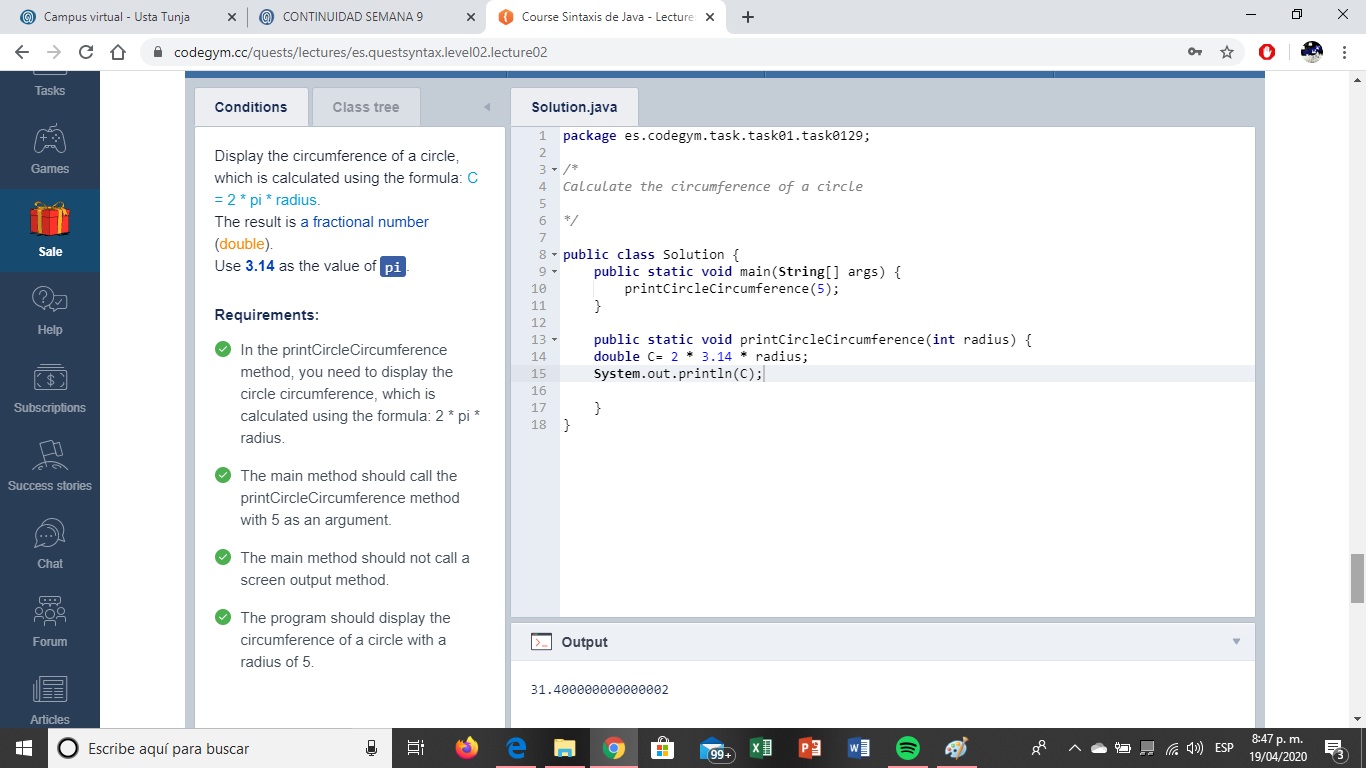 Campus virtual - Usta Tunja
CONTINUIDAD SEMANA 9
Course Sintaxis de Java - Lecture
codegym.cc/quests/lectures/es.questsyntax.level02.lecture02
Tasks
Games
Sale
Help
Subscriptions
Success stories
Chat
Forum
Articles
Conditions
Class tree
Display the circumference of a circle,
which is calculated using the formula: C
= 2 * pi * radius.
The result is a fractional number
(double).
Use 3.14 as the value of pi.
Requirements:
In the printCircleCircumference
method, you need to display the
circle circumference, which is
calculated using the formula: 2 * pi *
radius.
The main method should call the
printCircleCircumference method
with 5 as an argument.
The main method should not call a
screen output method.
The program should display the
circumference of a circle with a
radius of 5.
Solution.java
1 package es.codegym.task.task01.task0129;
2
3 /*
4 Calculate the circumference of a circle
5
6 */
7
8 public class Solution {
9 public static void main(String[] args) {
10 printCircleCircumference(5);
11 }
12
13 public static void printCircleCircumference(int radius) {
14 double C= 2 * 3.14 * radius;
15 System.out.println(C);
16
17 }
18 }
Output
31.400000000000002
Escribe aquí para buscar
99+
ESP
8:47 p. m.
19/04/2020
3